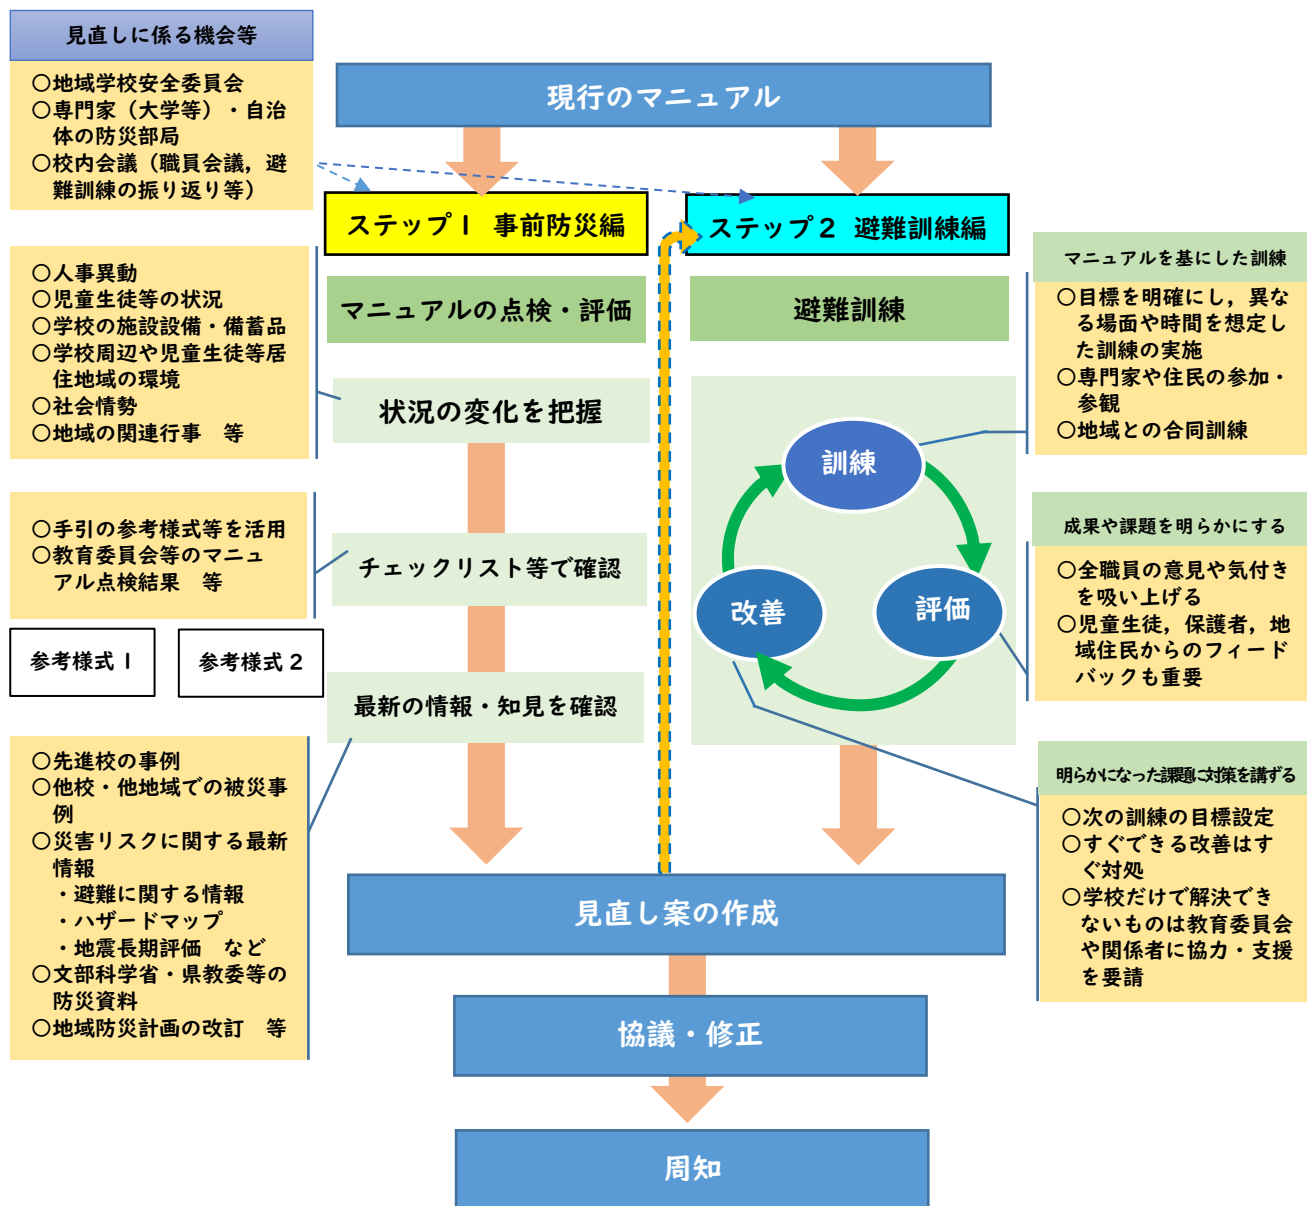 見直しに係る機会等
〇地域学校安全委員会
〇専門家（大学等）・自治
体の防災部局
〇校内会議（職員会議，避
難訓練の振り返り等）
現行のマニュアル
ステップ１ 事前防災編
ステップ２ 避難訓練編
〇人事異動
〇児童生徒等の状況
〇学校の施設設備・備蓄品
〇学校周辺や児童生徒等居
住地域の環境
〇社会情勢
〇地域の関連行事　等
マニュアルの点検・評価
状況の変化を把握
チェックリスト等で確認
最新の情報・知見を確認
〇手引の参考様式等を活用
〇教育委員会等のマニュ
アル点検結果　等
参考様式１
参考様式２
〇先進校の事例
〇他校・他地域での被災事
例
〇災害リスクに関する最新
情報
・避難に関する情報
・ハザードマップ
・地震長期評価　など
〇文部科学省・県教委等の
防災資料
〇地域防災計画の改訂　等
避難訓練
訓練
評価
改善
マニュアルを基にした訓練
〇目標を明確にし，異な
る場面や時間を想定し
た訓練の実施
〇専門家や住民の参加・
参観
〇地域との合同訓練
成果や課題を明らかにする
〇全職員の意見や気付き
を吸い上げる
〇児童生徒，保護者，地
域住民からのフィード
バックも重要
明らかになった課題に対策を講ずる
〇次の訓練の目標設定
〇すぐできる改善はす
ぐ対処
〇学校だけで解決でき
ないものは教育委員会
や関係者に協力・支援
を要請
見直し案の作成
協議・修正
周知